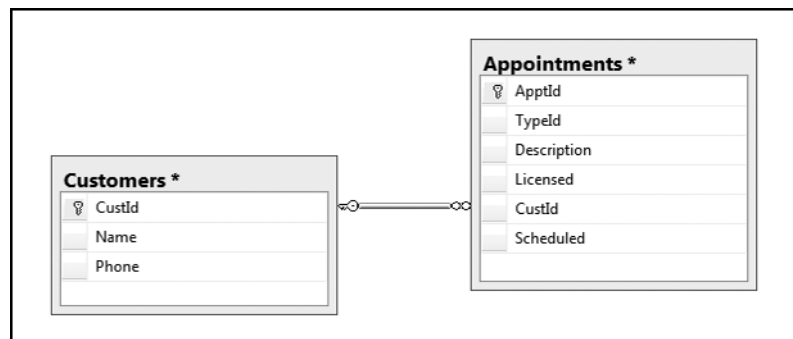 Customers *
CustId
Name
Phone
Appointments *
ApptId
TypeId
Description
Licensed
CustId
Scheduled